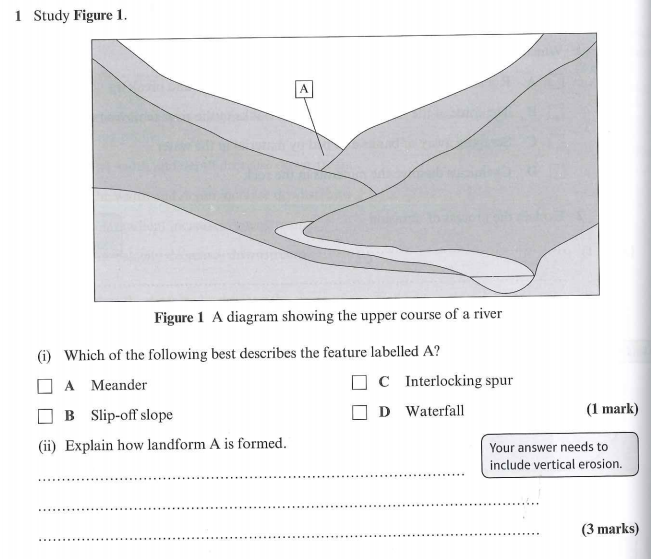 1 Study Figure 1.
A
Figure 1 A diagram showing the upper course of a river
(i) Which of the following best describes the feature labelled A?
A Meander
C Interlocking spur
B Slip-off slope
D Waterfall
(1 mark)
(ii) Explain how landform A is formed.
Your answer needs to
include vertical erosion.
(3 marks)